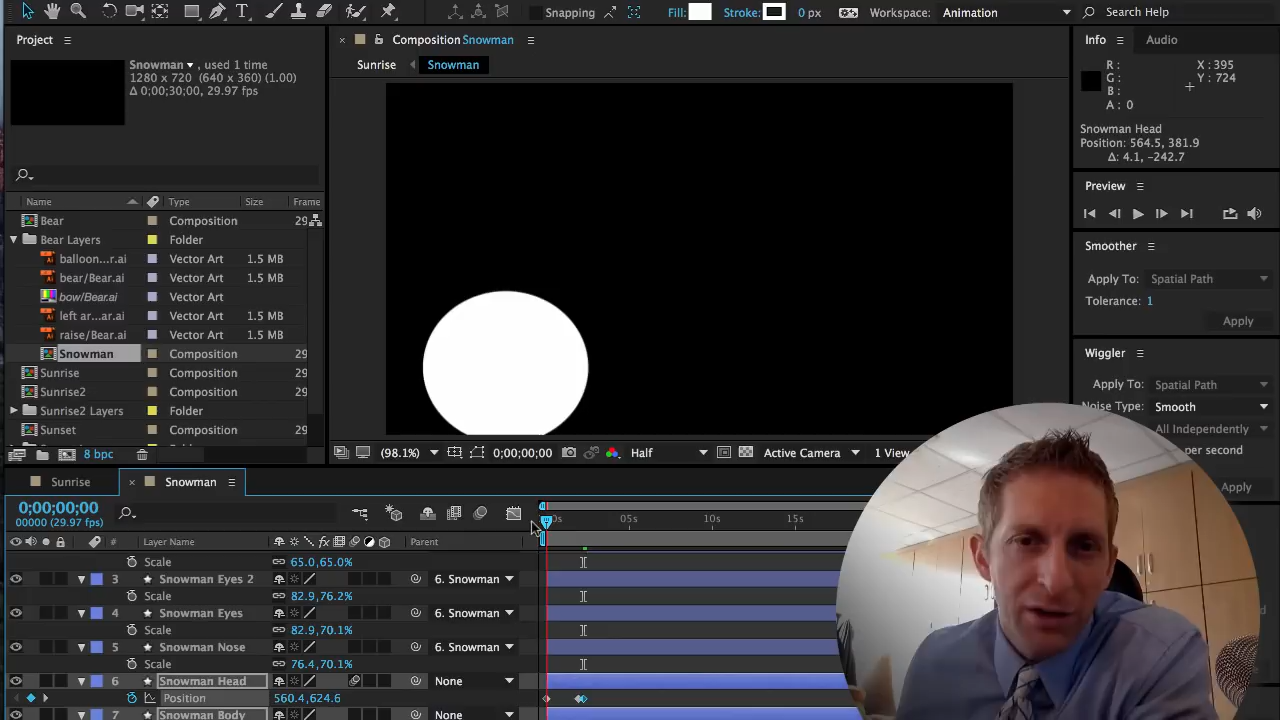 Snapping
Fill:
Stroke:
0 px
Workspace:
Animation
Search Help
Project
Snowman , used 1 time
1280 x 720 (640 x 360) (1.00)
Δ 0;00;30;00, 29.97 fps
Name
Type
Size
Frame
Bear
Composition
29
Bear Layers
Folder
balloon...r.ai
Vector Art
1.5 MB
bear/Bear.ai
Vector Art
1.5 MB
bow/Bear.ai
Vector Art
left ar...ar.ai
Vector Art
1.5 MB
raise/Bear.ai
Vector Art
1.5 MB
Snowman
Composition
29
Sunrise
Composition
29
Sunrise2
Composition
29
Sunrise2 Layers
Folder
Sunset
Composition
29
8 bpc
Composition Snowman
Sunrise
Snowman
(98.1%)
0;00;00;00
Half
Active Camera
1 View
Info
Audio
R :
G :
B :
A : 0
X : 395
Y : 724
Snowman Head
Position: 564.5, 381.9
Δ: 4.1, -242.7
Preview
Smoother
Apply To:
Spatial Path
Tolerance: 1
Apply
Wiggler
Apply To:
Spatial Path
Noise Type:
Smooth
All Independently
per second
Apply
Sunrise
Snowman
0;00;00;00
00000 (29.97 fps)
05s
10s
15s
Layer Name
Parent
Scale
65.0,65.0%
3
Snowman Eyes 2
6. Snowman
Scale
82.9,76.2%
4
Snowman Eyes
6. Snowman
Scale
82.9,70.1%
5
Snowman Nose
6. Snowman
Scale
76.4,70.1%
6
Snowman Head
None
Position
560.4,624.6
7
Snowman Body
None